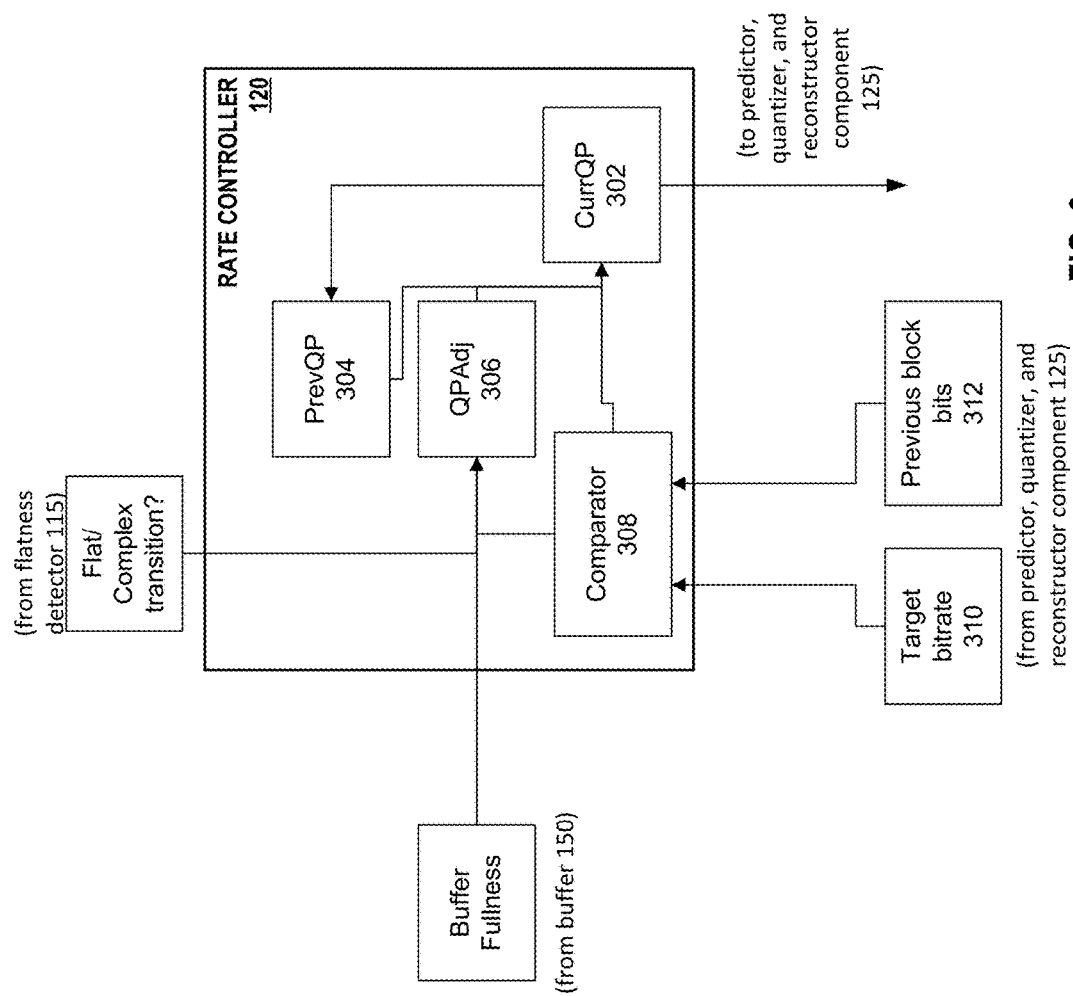 (from flatness
detector 115)
Flat/
Complex
transition?
RATE CONTROLLER
120
Buffer
Fullness
(from buffer 150)
PrevQP
304
QPAdj
306
CurrQP
302
Comparator
308
(to predictor,
quantizer, and
reconstructor
component
125)
Target
bitrate
310
Previous block
bits
312
(from predictor, quantizer, and
reconstructor component 125)
FIG.